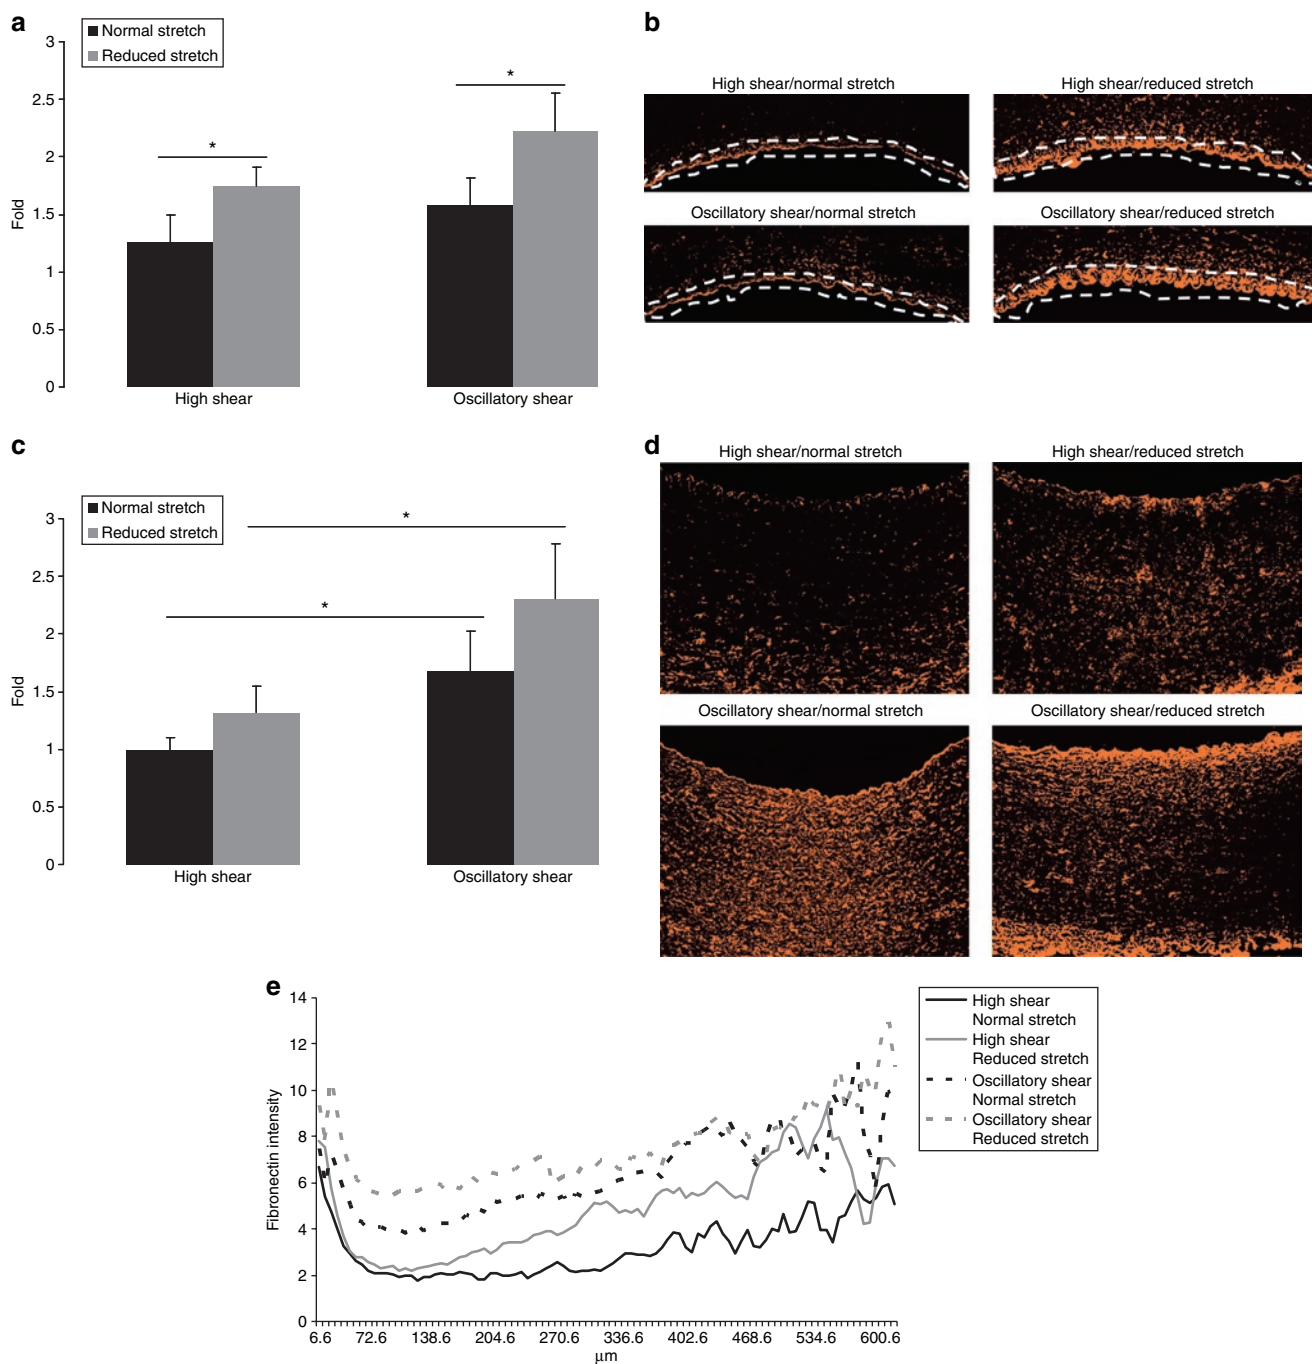 a
Normal stretch
Reduced stretch
3
2.5
2
1.5
1
0.5
0
Fold
*
*
High shear
Oscillatory shear
b
High shear/normal stretch
High shear/reduced stretch
Oscillatory shear/normal stretch
Oscillatory shear/reduced stretch
c
Normal stretch
Reduced stretch
3
2.5
2
1.5
1
0.5
0
Fold
*
*
High shear
Oscillatory shear
d
High shear/normal stretch
High shear/reduced stretch
Oscillatory shear/normal stretch
Oscillatory shear/reduced stretch
e
14
12
10
8
6
4
2
0
Fibronectin intensity
6.6 72.6 138.6 204.6 270.6 336.6 402.6 468.6 534.6 600.6
μm
High shear
Normal stretch
High shear
Reduced stretch
Oscillatory shear
Normal stretch
Oscillatory shear
Reduced stretch